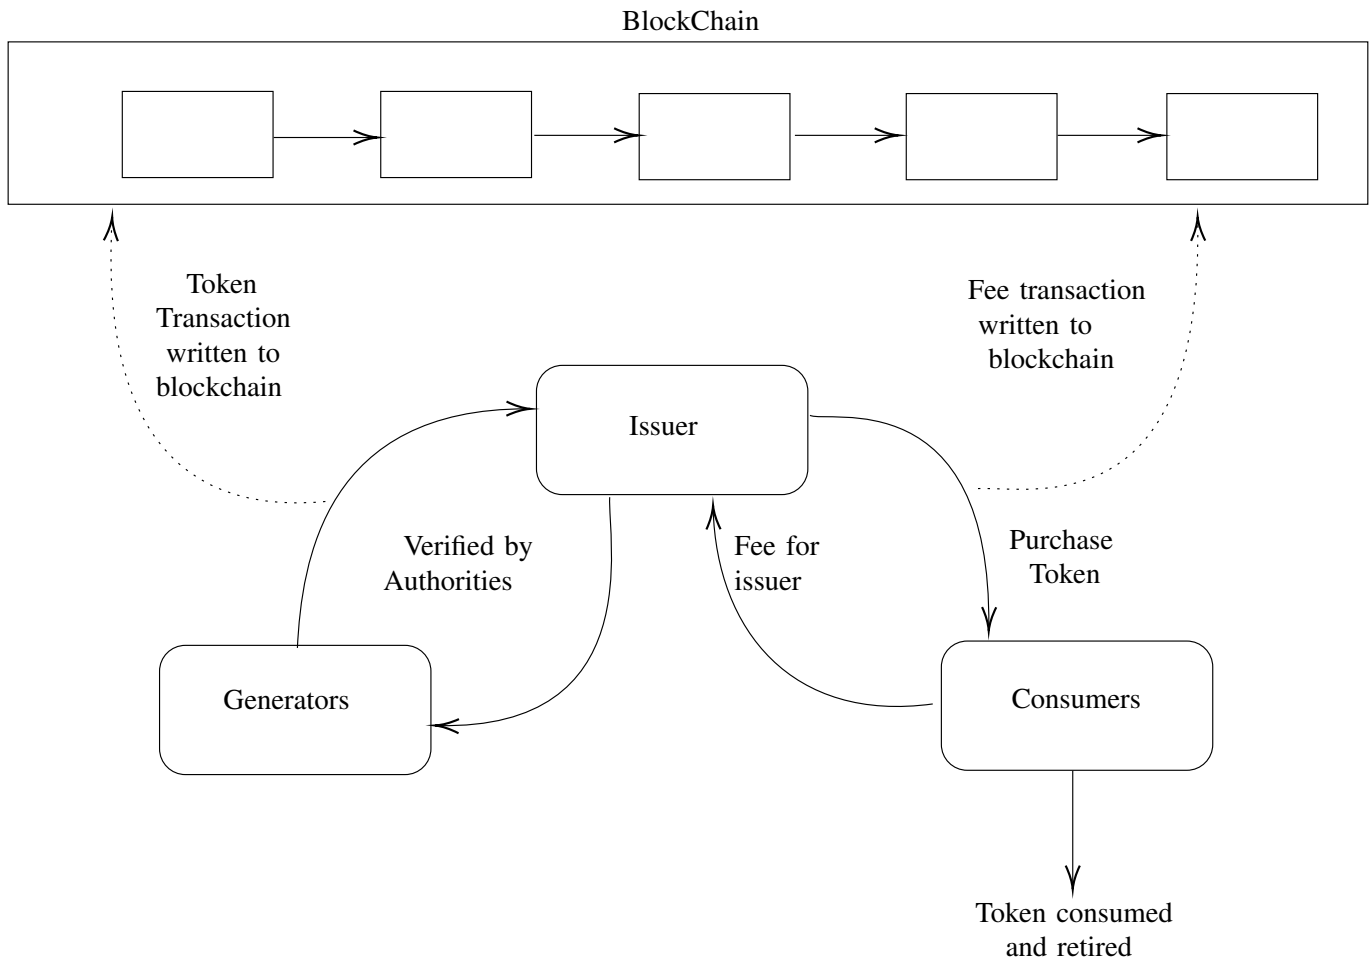 BlockChain
Token
Transaction
written to
blockchain
Fee transaction
written to
blockchain
Issuer
Verified by
Authorities
Fee for
issuer
Purchase
Token
Generators
Consumers
Token consumed
and retired